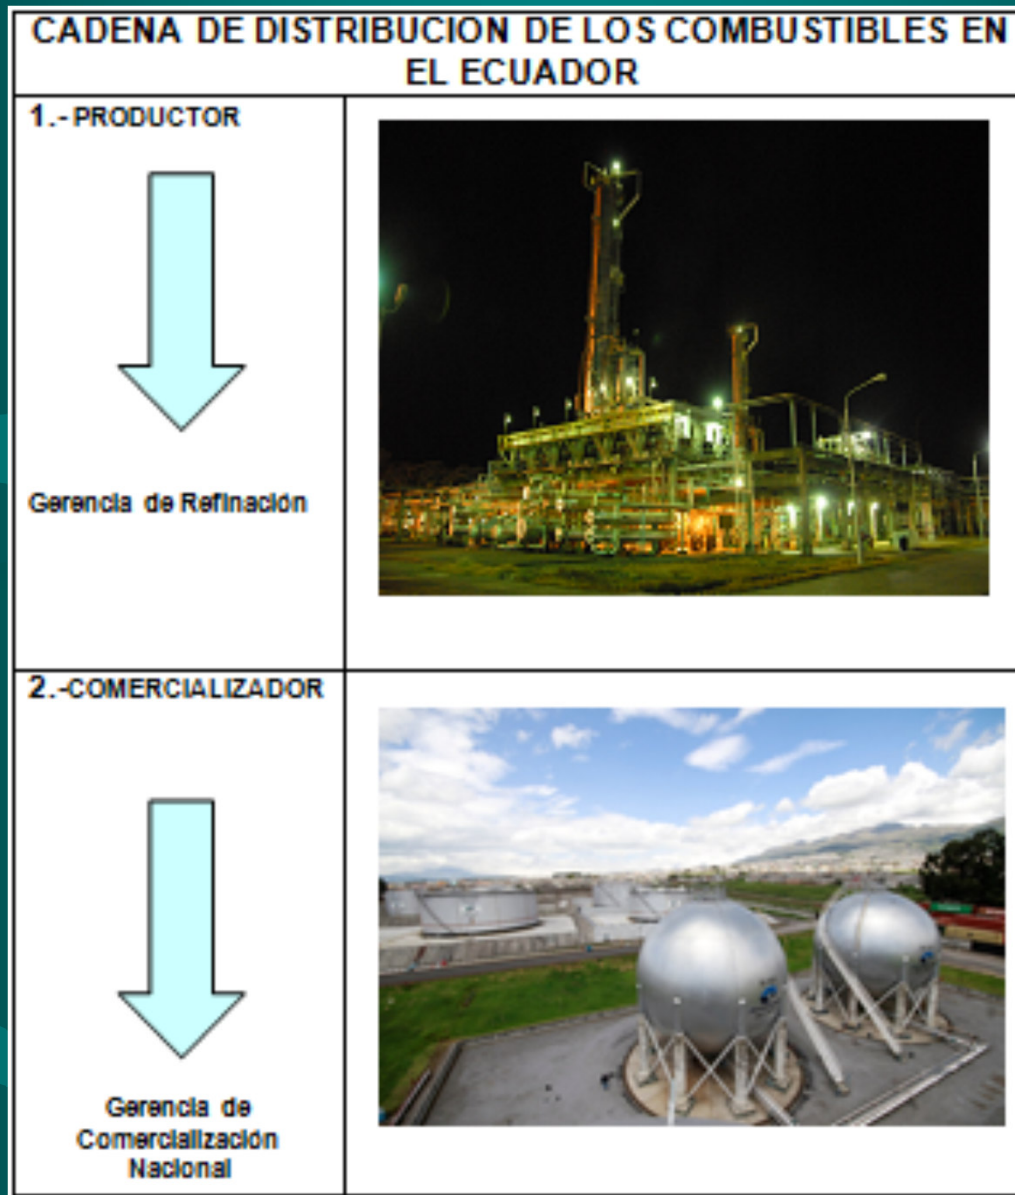 CADENA DE DISTRIBUCION DE LOS COMBUSTIBLES EN
EL ECUADOR
1.- PRODUCTOR
Gerencia de Refinación
2.-COMERCIALIZADOR
Gerencia de
Comercialización
Nacional